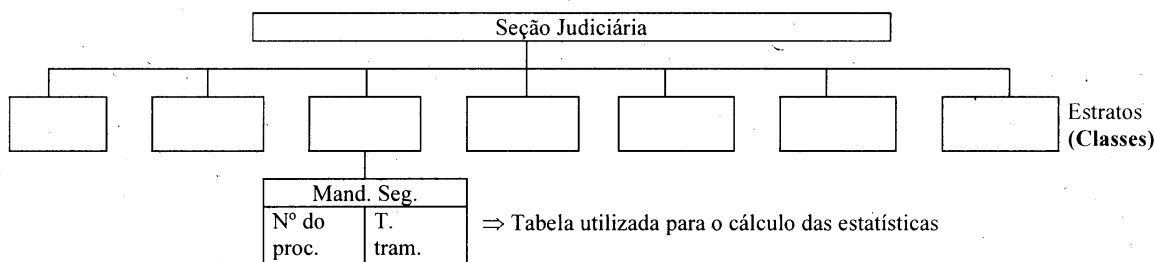 Seção Judiciária
Estratos
(Classes)
Mand. Seg.
Nº do proc.
T. tram.
⇒ Tabela utilizada para o cálculo das estatísticas